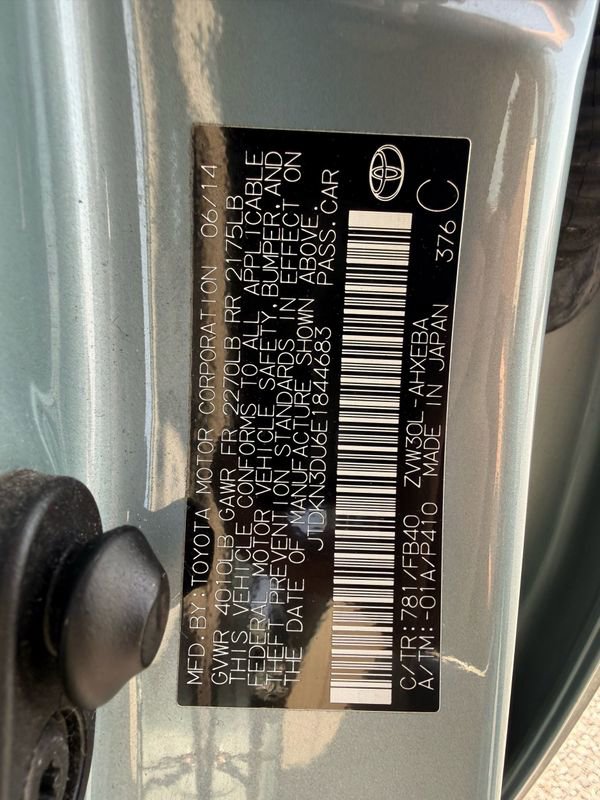 MFD.BY:TOYOTA MOTOR CORPORATION 06/14
GVWR 4010LB GAWR FR 2270LB RR 2175LB
THIS VEHICLE CONFORMS TO ALL APPLICABLE
FEDERAL MOTOR VEHICLE SAFETY,BUMPER,AND
THEFT PREVENTION STANDARDS IN EFFECT ON
THE DATE OF MANUFACTURE SHOWN ABOVE.
JTDKN3DU6E1844683 PASS.CAR
C/TR:781/FB40 ZVW30L-AHXEBA
A/TM:-01A/P410 MADE IN JAPAN 376 C